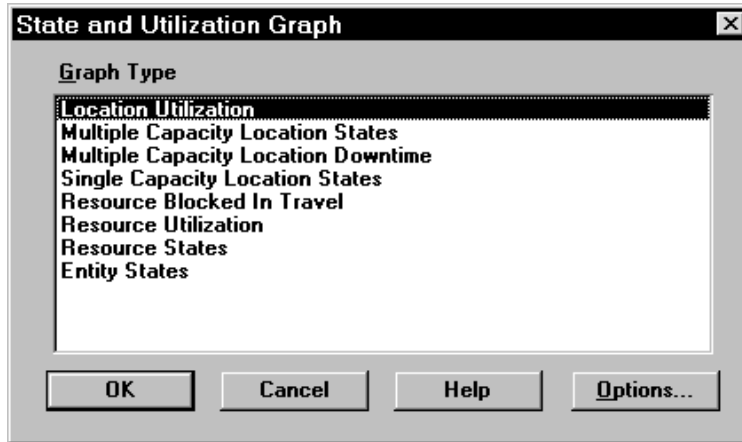 State and Utilization Graph
Graph Type
Location Utilization
Multiple Capacity Location States
Multiple Capacity Location Downtime
Single Capacity Location States
Resource Blocked In Travel
Resource Utilization
Resource States
Entity States
OK Cancel Help Options...